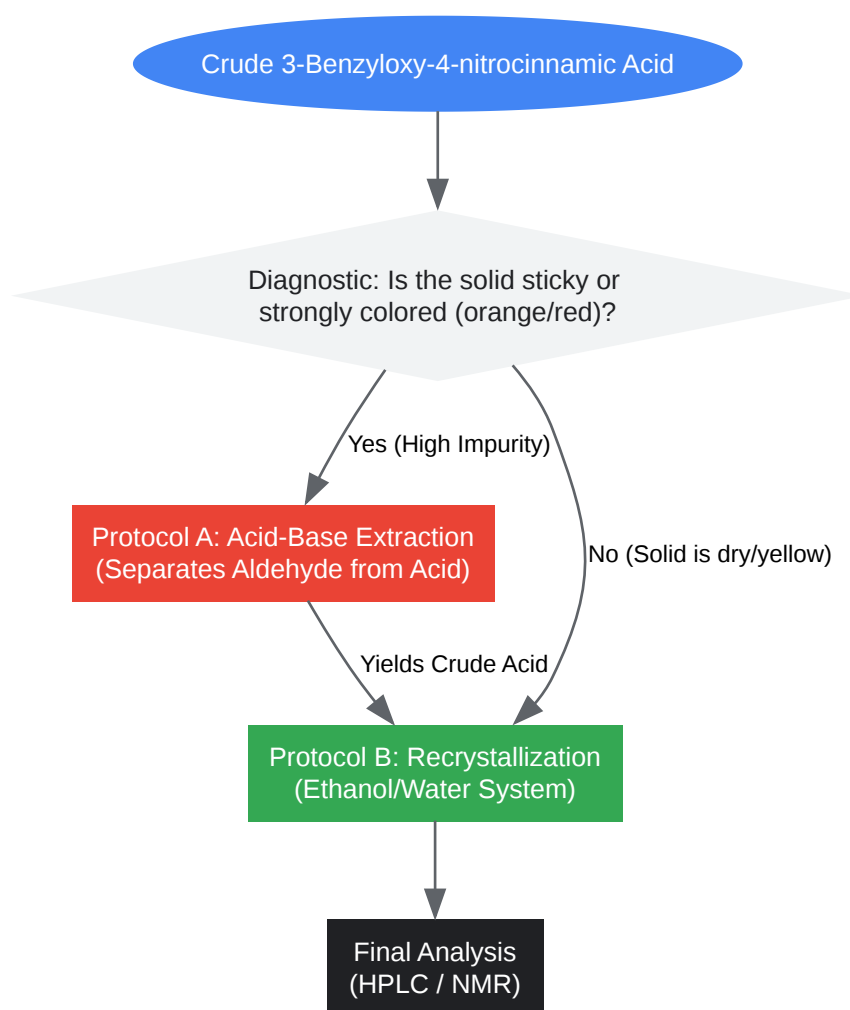 Crude 3-Benzyloxy-4-nitrocinnamic Acid
Diagnostic: Is the solid sticky or
strongly colored (orange/red)?
Yes (High Impurity)
Protocol A: Acid-Base Extraction
(Separates Aldehyde from Acid)
No (Solid is dry/yellow)
Yields Crude Acid
Protocol B: Recrystallization
(Ethanol/Water System)
Final Analysis
(HPLC / NMR)